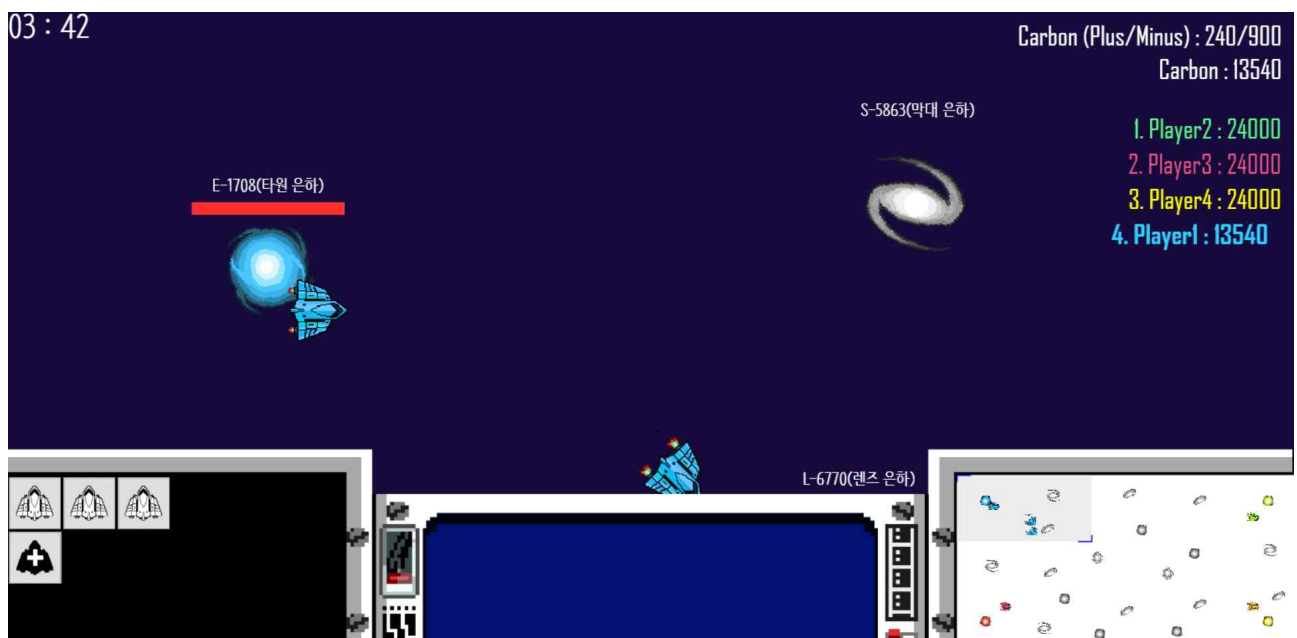 03 : 42
Carbon (Plus/Minus) : 240/900
Carbon : 13540
S-5863(막대 은하)
1. Player2 : 24000
2. Player3 : 24000
E-1708(타원 은하)
3. Player4 : 24000
4. Player1 : 13540
L-6770(렌즈 은하)